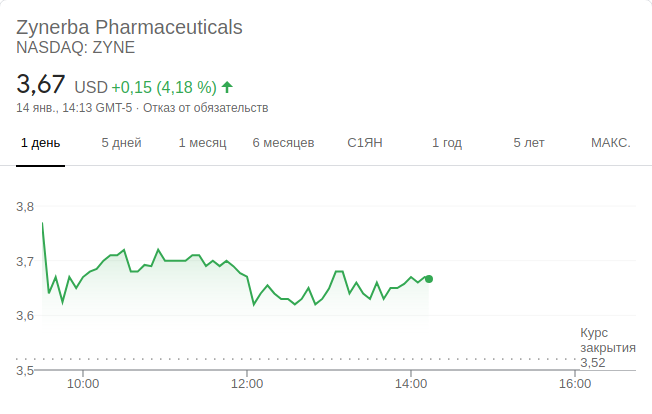 Zynerba Pharmaceuticals
NASDAQ: ZYNE
3,67 USD +0,15 (4,18 %)
14 янв., 14:13 GMT-5 · Отказ от обязательств
1 день 5 дней 1 месяц 6 месяцев С1ЯН 1 год 5 лет МАКС.
3,8
3,7
3,6
3,5
Курс
закрытия
3,52
10:00 12:00 14:00 16:00